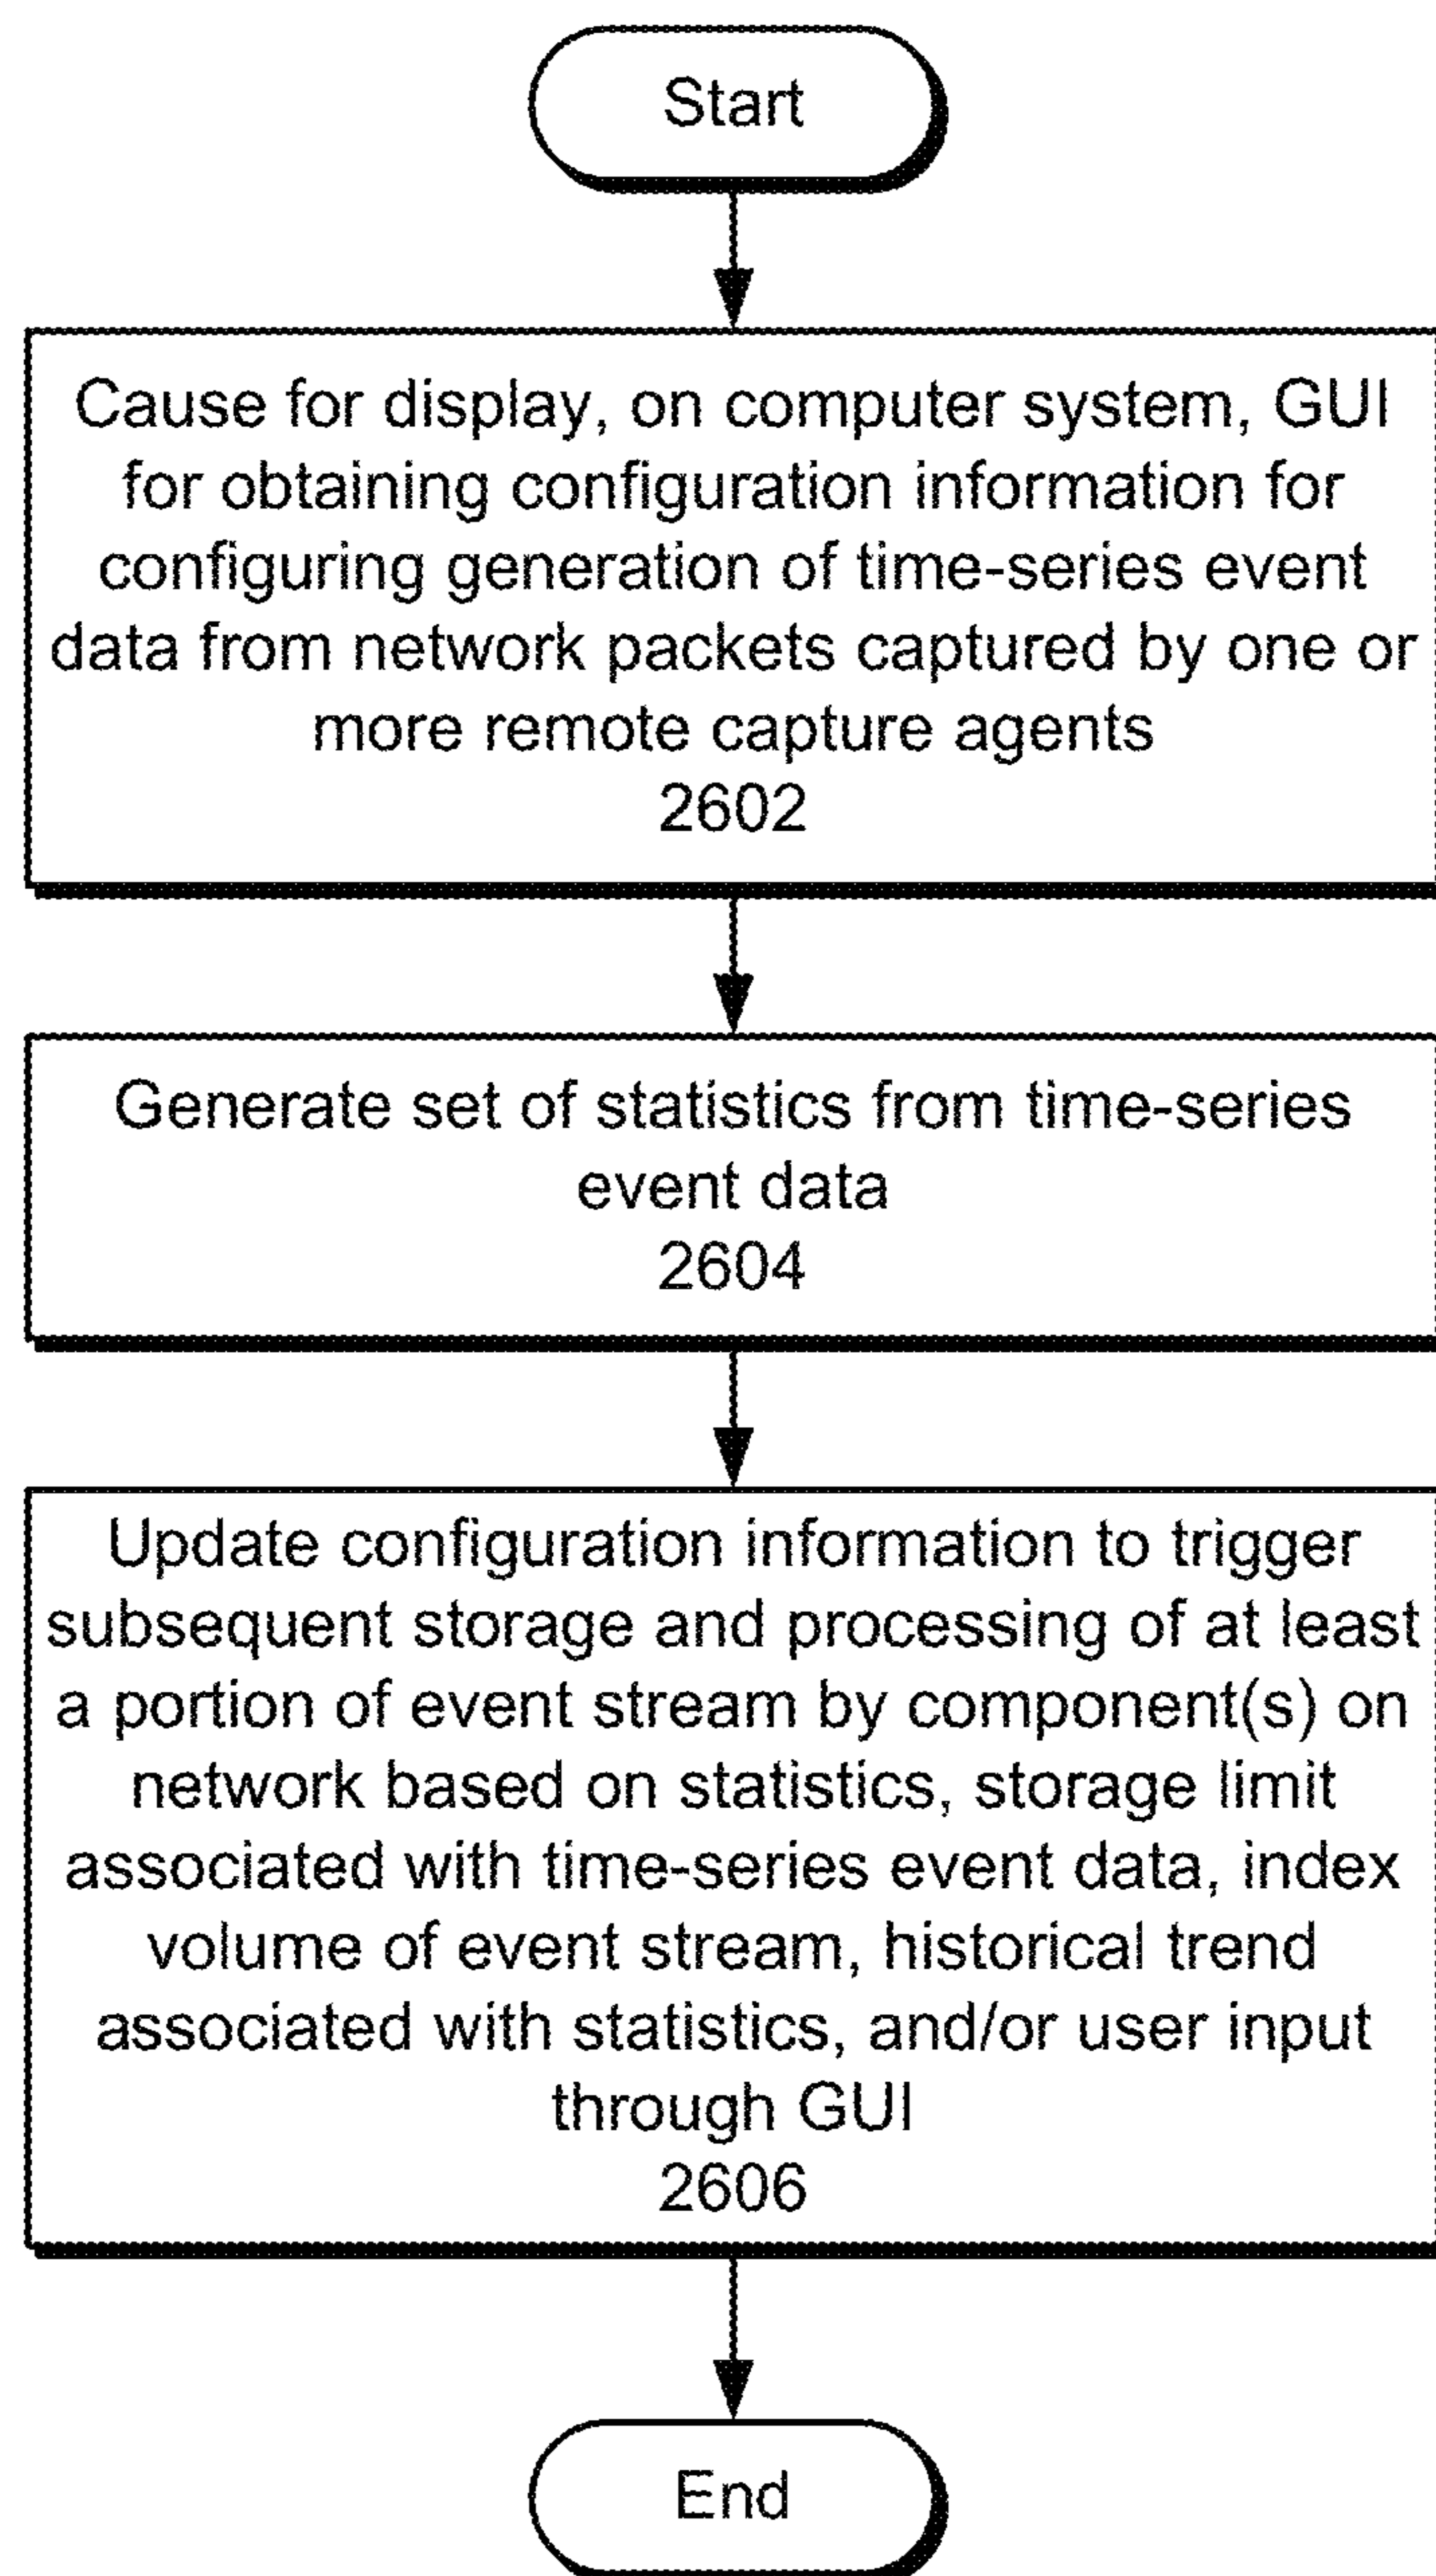 Start
Cause for display, on computer system, GUI
for obtaining configuration information for
configuring generation of time-series event
data from network packets captured by one or
more remote capture agents
2602
Generate set of statistics from time-series
event data
2604
Update configuration information to trigger
subsequent storage and processing of at least
a portion of event stream by component(s) on
network based on statistics, storage limit
associated with time-series event data, index
volume of event stream, historical trend
associated with statistics, and/or user input
through GUI
2606
End